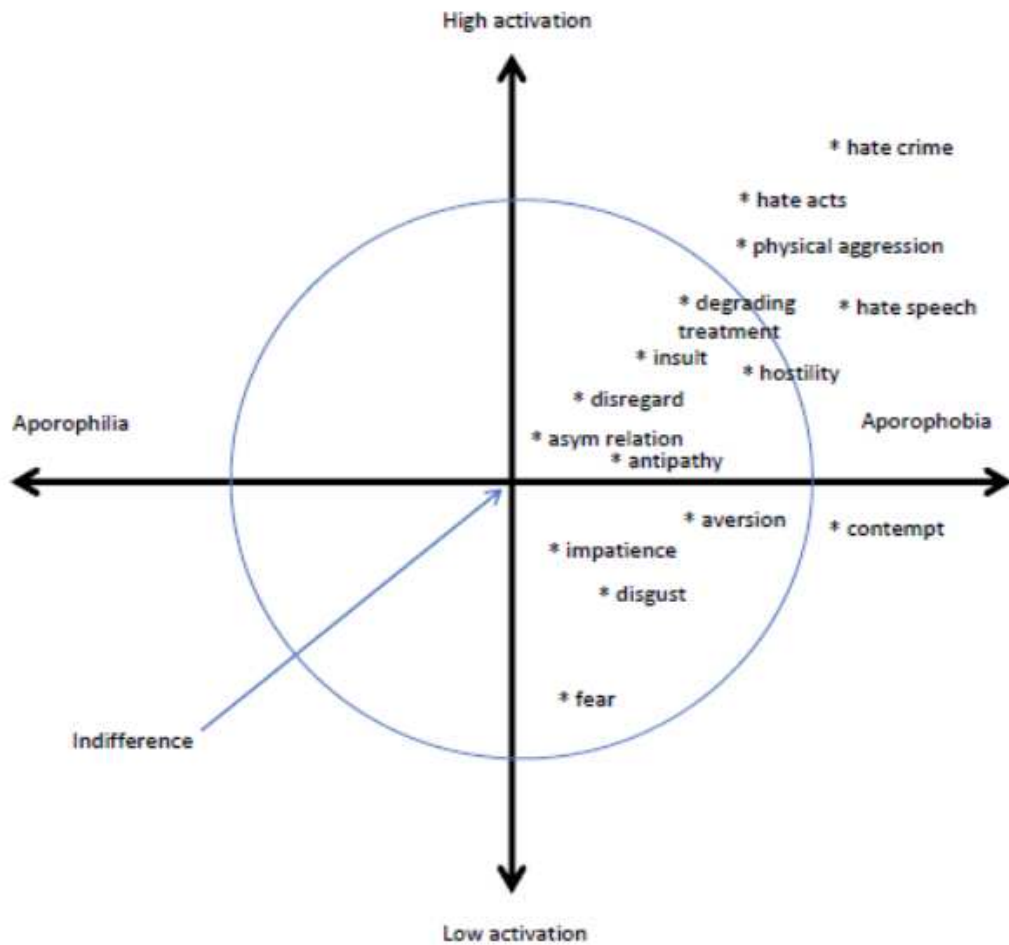 High activation
* hate crime
* hate acts
* physical aggression
* degrading
treatment
* hate speech
* insult
* hostility
* disregard
Aporophilia
Aporophobia
* asym relation
* antipathy
* aversion
* contempt
* impatience
* disgust
* fear
Indifference
Low activation